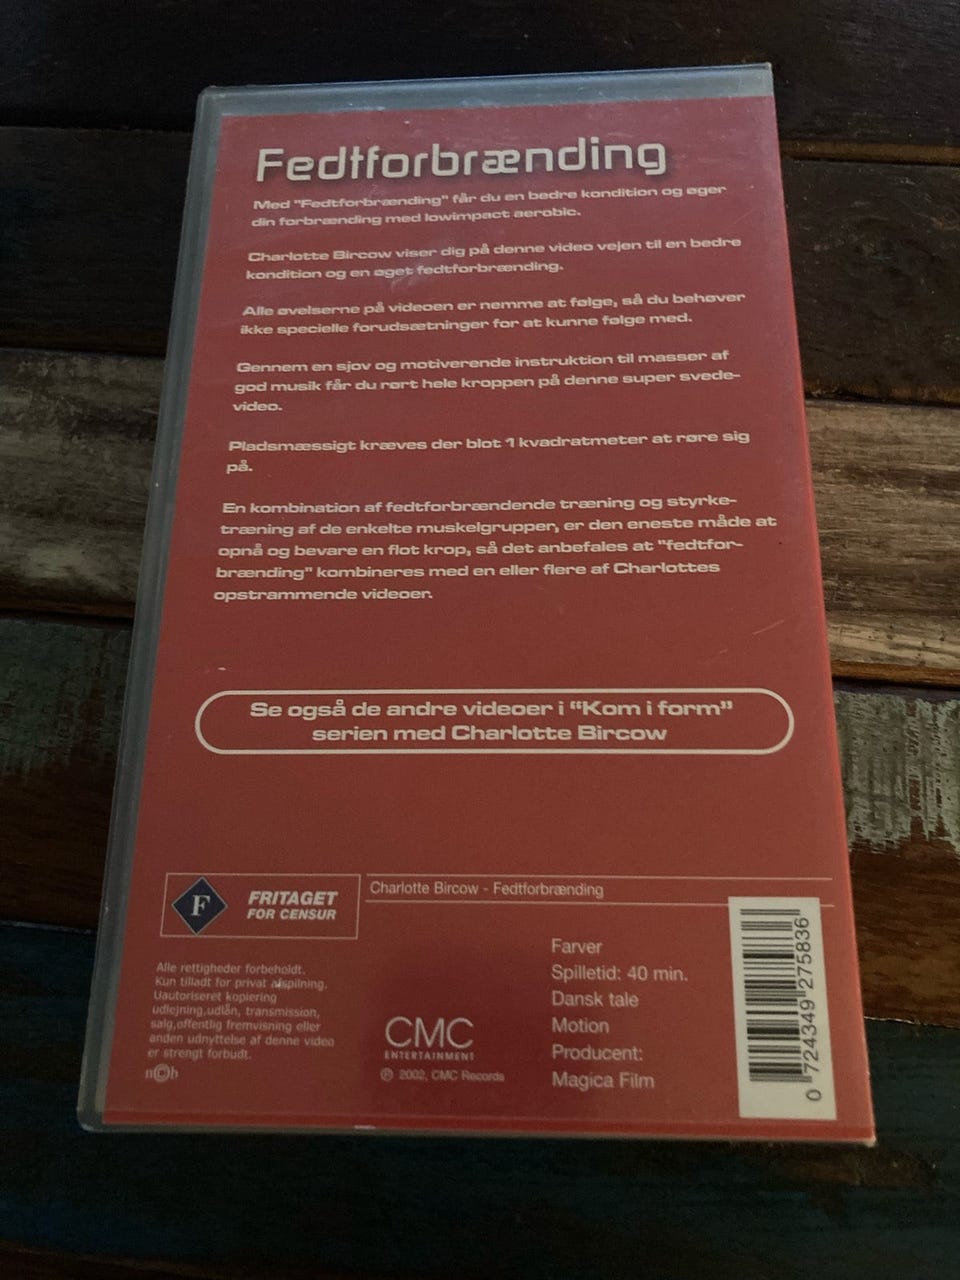 Fedtforbrænding
Med "Fedtforbrænding" får du en bedre kondition og øger
din forbrænding med lowimpact aerobic.
Charlotte Bircow viser dig på denne video vejen til en bedre
kondition og en øget fedtforbrænding.
Alle øvelserne på videoen er nemme at følge, så du behøver
ikke specielle forudsætninger for at kunne følge med.
Gennem en sjov og motiverende instruktion til masser af
god musik får du rørt hele kroppen på denne super svede-
video.
Pladsmæssigt kræves der blot 1 kvadratmeter at røre sig
på.
En kombination af fedtforbrændende træning og styrke-
træning af de enkelte muskelgrupper, er den eneste måde at
opnå og bevare en flot krop, så det anbefales at "fedtfor-
brænding" kombineres med en eller flere af Charlottes
opstrammende videoer.
Se også de andre videoer i “Kom i form”
serien med Charlotte Bircow
F
FRITAGET
FOR CENSUR
Charlotte Bircow - Fedtforbrænding
Alle rettigheder forbeholdt.
Kun tilladt for privat afspilning.
Uautoriseret kopiering
udlejning,udlån, transmission,
salg,offentlig fremvisning eller
anden udnyttelse af denne video
er strengt forbudt.
n©b
CMC
ENTERTAINMENT
℗ 2002, CMC Records
Farver
Spilletid: 40 min.
Dansk tale
Motion
Producent:
Magica Film
0 724349 275836